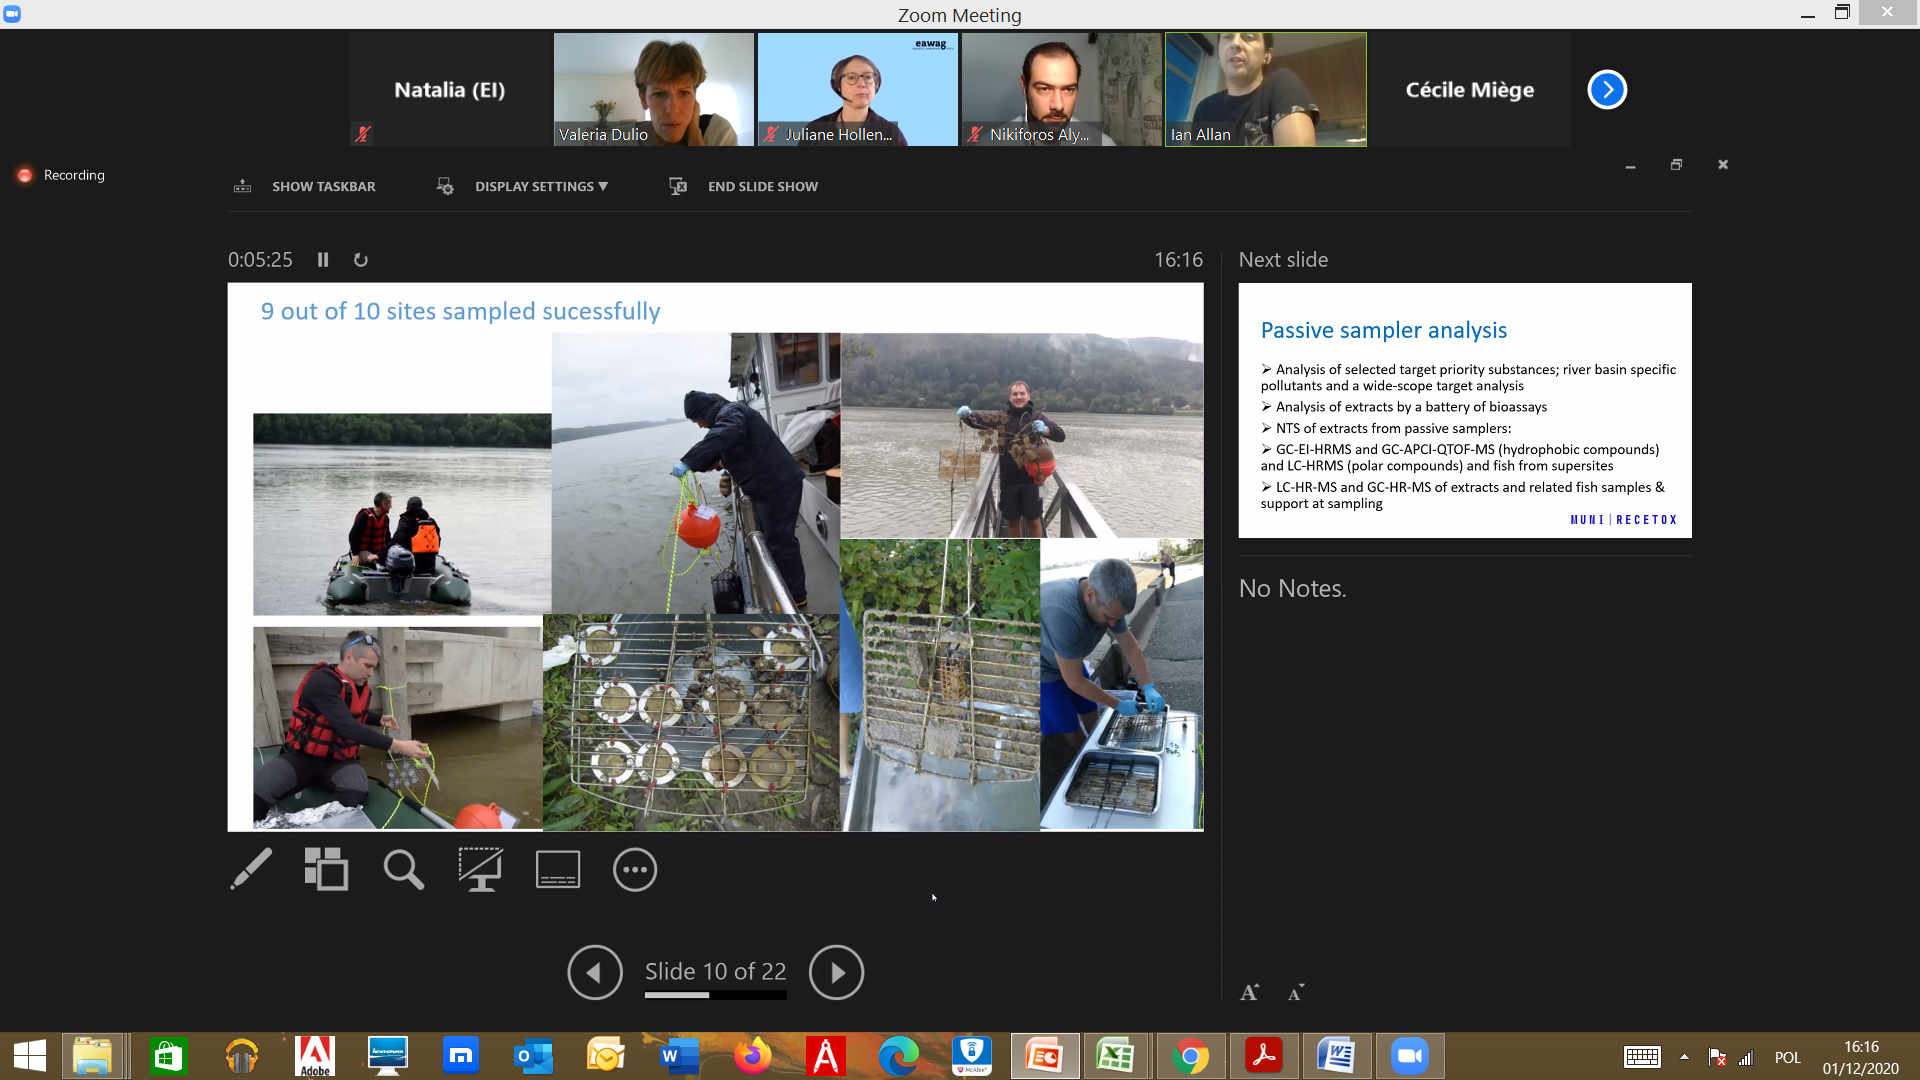 Zoom Meeting
Natalia (EI)
Valeria Dulio
eawag
Juliane Hollen...
Nikiforos Aly...
Ian Allan
Cécile Miège
Recording
SHOW TASKBAR
DISPLAY SETTINGS
END SLIDE SHOW
0:05:25
16:16
Next slide
9 out of 10 sites sampled sucessfully
Passive sampler analysis
Analysis of selected target priority substances; river basin specific
pollutants and a wide-scope target analysis
Analysis of extracts by a battery of bioassays
NTS of extracts from passive samplers:
GC-EI-HRMS and GC-APCI-QTOF-MS (hydrophobic compounds)
and LC-HRMS (polar compounds) and fish from supersites
LC-HR-MS and GC-HR-MS of extracts and related fish samples &
support at sampling
MUNI | RECETOX
No Notes.
Slide 10 of 22
A A
Adobe
lenovo
McAfee
POL
16:16
01/12/2020